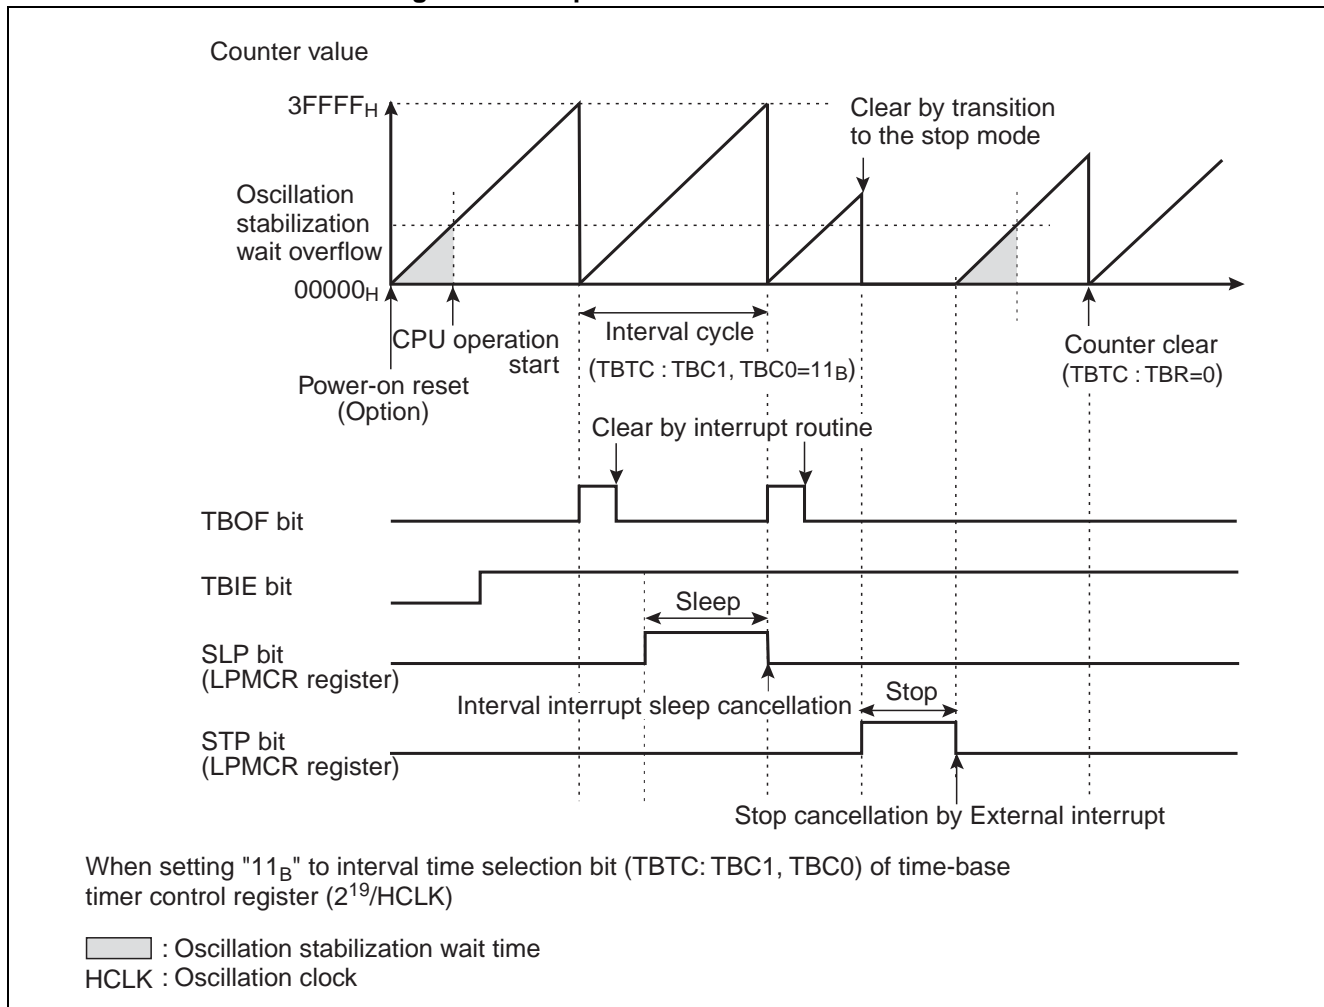 Counter value
3FFFFH
Clear by transition
to the stop mode
Oscillation
stabilization
wait overflow
00000H
CPU operation
start
Interval cycle
(TBTC : TBC1, TBC0=11B)
Counter clear
(TBTC : TBR=0)
Power-on reset
(Option)
Clear by interrupt routine
TBOF bit
TBIE bit
Sleep
SLP bit
(LPMCR register)
Interval interrupt sleep cancellation
Stop
STP bit
(LPMCR register)
Stop cancellation by External interrupt
When setting "11B" to interval time selection bit (TBTC: TBC1, TBC0) of time-base
timer control register (2^19/HCLK)
: Oscillation stabilization wait time
HCLK : Oscillation clock